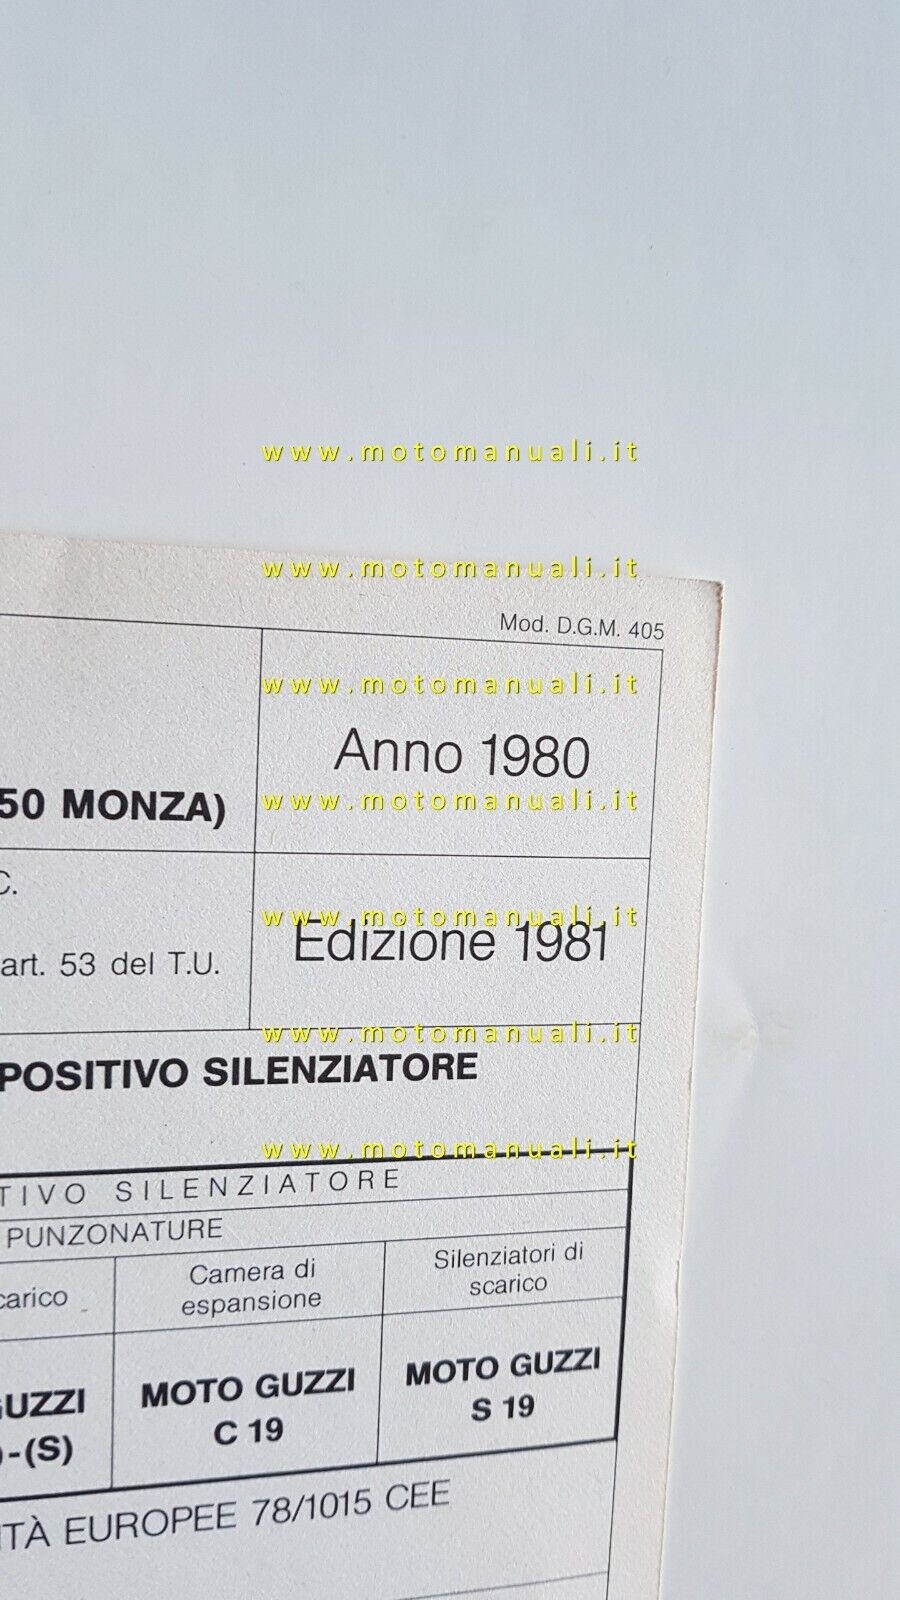 www.motomanuali.it
www.motomanuali.it
Mod. D.G.M. 405
www.motomanuali.it
Anno 1980
50 MONZA)
www.motomanuali.it
C.
www.motomanuali.it
Edizione 1981
art. 53 del T.U.
www.motomanuali.it
POSITIVO SILENZIATORE
www.motomanuali.it
TIVO SILENZIATORE
PUNZONATURE
carico
Camera di
espansione
Silenziatori di
scarico
GUZZI
)-(S)
MOTO GUZZI
C 19
MOTO GUZZI
S 19
ITÀ EUROPEE 78/1015 CEE